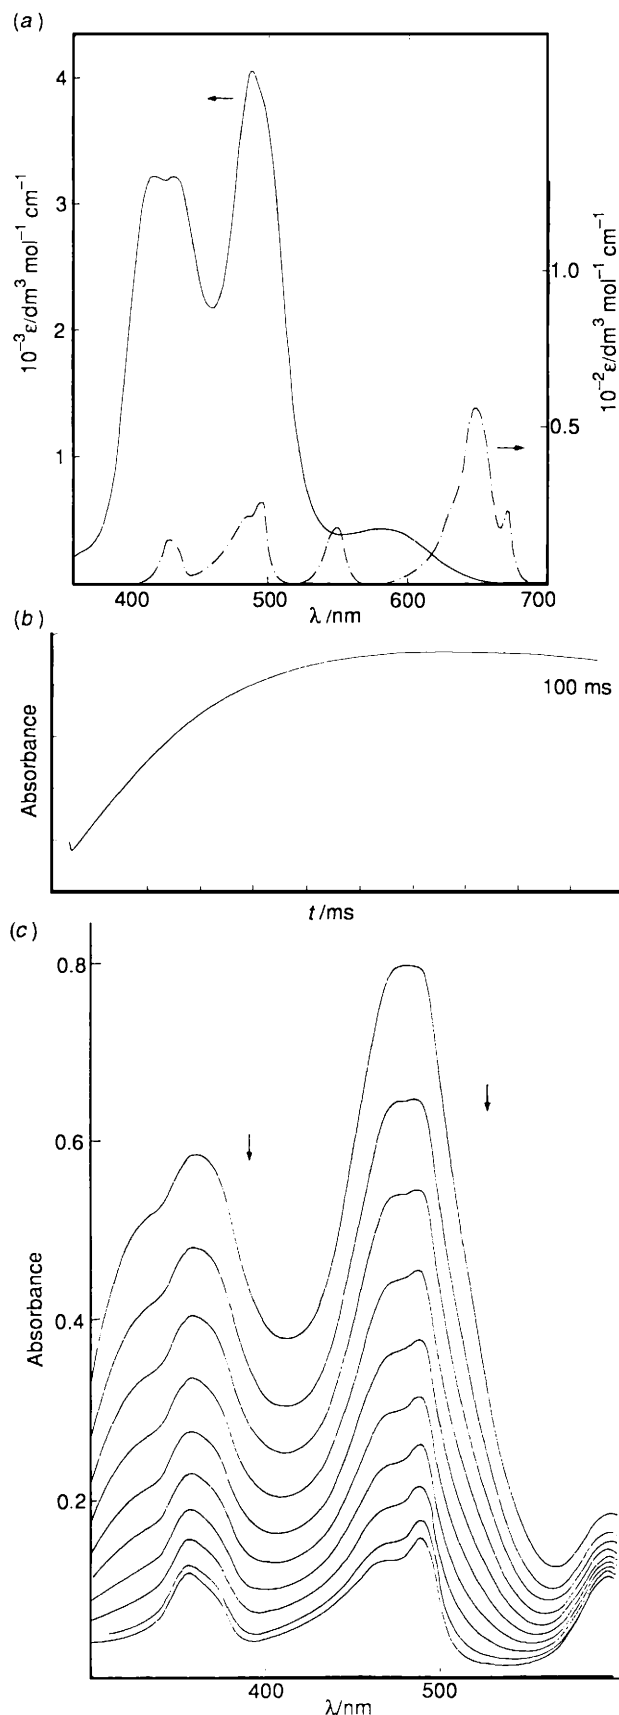 (a)
4
3
2
1
10⁻³ε/dm³ mol⁻¹ cm⁻¹
1.0
0.5
10⁻²ε/dm³ mol⁻¹ cm⁻¹
400 500 600 700
λ/nm
(b)
Absorbance
100 ms
t/ms
(c)
0.8
0.6
0.4
0.2
Absorbance
400 500
λ/nm